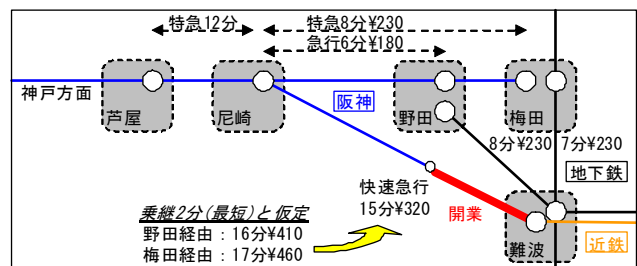 特急12分
特急8分¥230
急行6分¥180
神戸方面
芦屋
尼崎
阪神
野田
梅田
8分¥230
7分¥230
地下鉄
快速急行
15分¥320
開業
乗継2分(最短)と仮定
野田経由：16分¥410
梅田経由：17分¥460
難波
近鉄